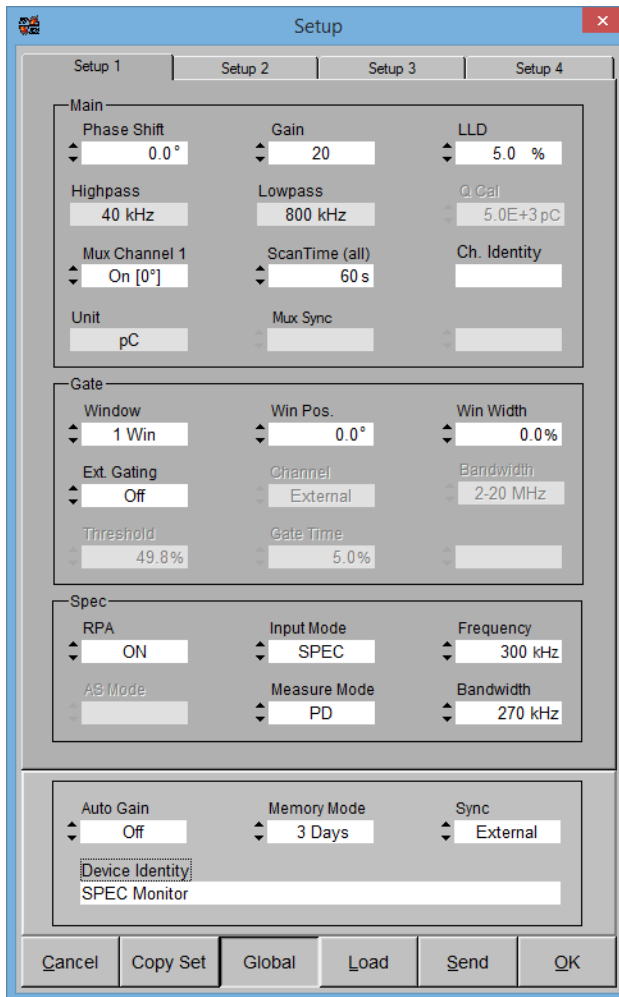 Setup
Setup 1 Setup 2 Setup 3 Setup 4
Main
Phase Shift Gain LLD
0.0° 20 5.0 %
Highpass Lowpass Q Cal
40 kHz 800 kHz 5.0E+3 pC
Mux Channel 1 ScanTime (all) Ch. Identity
On [0°] 60 s
Unit Mux Sync
pC
Gate
Window Win Pos. Win Width
1 Win 0.0° 0.0%
Ext. Gating Channel Bandwidth
Off External 2-20 MHz
Threshold Gate Time
49.8% 5.0%
Spec
RPA Input Mode Frequency
ON SPEC 300 kHz
AS Mode Measure Mode Bandwidth
PD 270 kHz
Auto Gain Memory Mode Sync
Off 3 Days External
Device Identity
SPEC Monitor
Cancel Copy Set Global Load Send OK